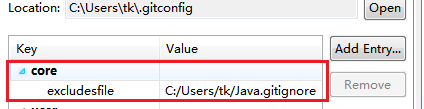 Location: C:\Users\tk\.gitconfig Open
Key Value Add Entry...
core
excludesfile C:/Users/tk/Java.gitignore Remove